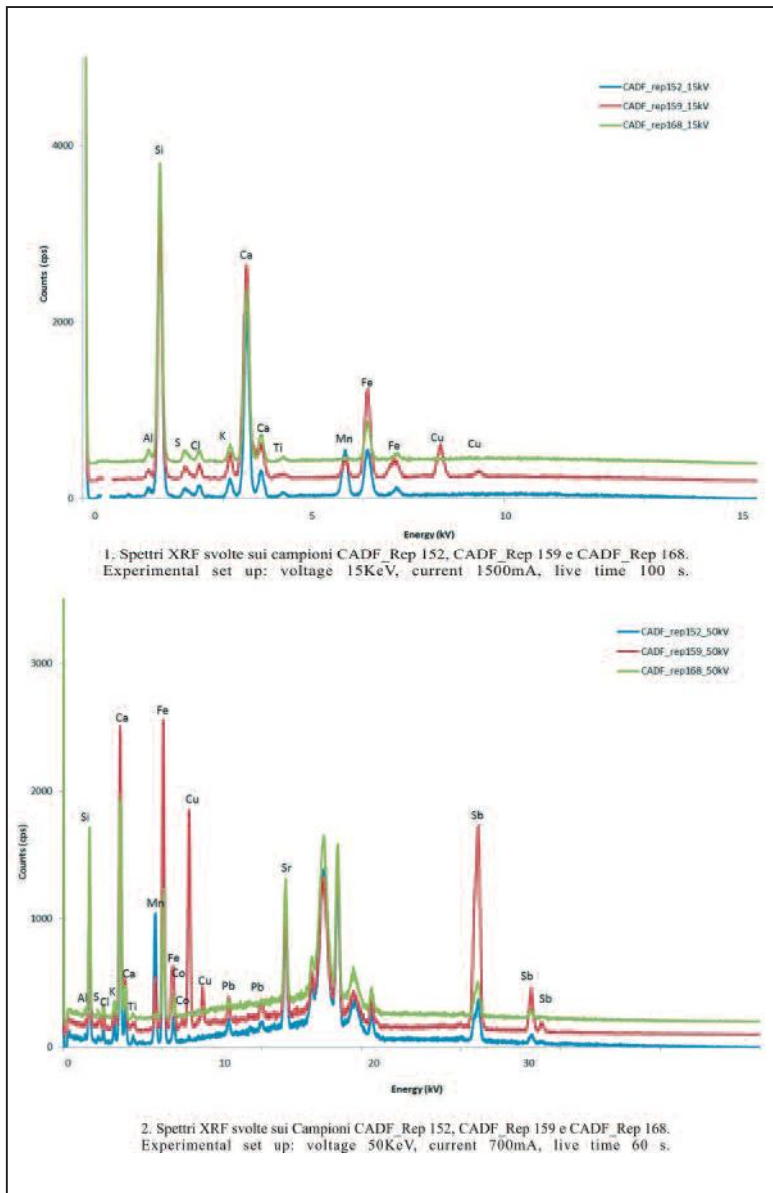 CADF_rep152_15kV
CADF_rep159_15kV
CADF_rep168_15kV
4000
2000
0
Counts (cps)
Si
Ca
Al
S
Cl
K
Ca
Ti
Mn
Fe
Fe
Cu
Cu
0 5 10 15
Energy (kV)
1. Spettri XRF svolte sui campioni CADF_Rep 152, CADF_Rep 159 e CADF_Rep 168.
Experimental set up: voltage 15KeV, current 1500mA, live time 100 s.
CADF_rep152_50kV
CADF_rep159_50kV
CADF_rep168_50kV
3000
2000
1000
0
Counts (cps)
Si
Al
S
Cl
K
Ca
Ca
Ti
Mn
Fe
Fe
Co
Co
Cu
Cu
Pb
Pb
Sr
Sb
Sb
Sb
0 10 20 30
Energy (kV)
2. Spettri XRF svolte sui Campioni CADF_Rep 152, CADF_Rep 159 e CADF_Rep 168.
Experimental set up: voltage 50KeV, current 700mA, live time 60 s.